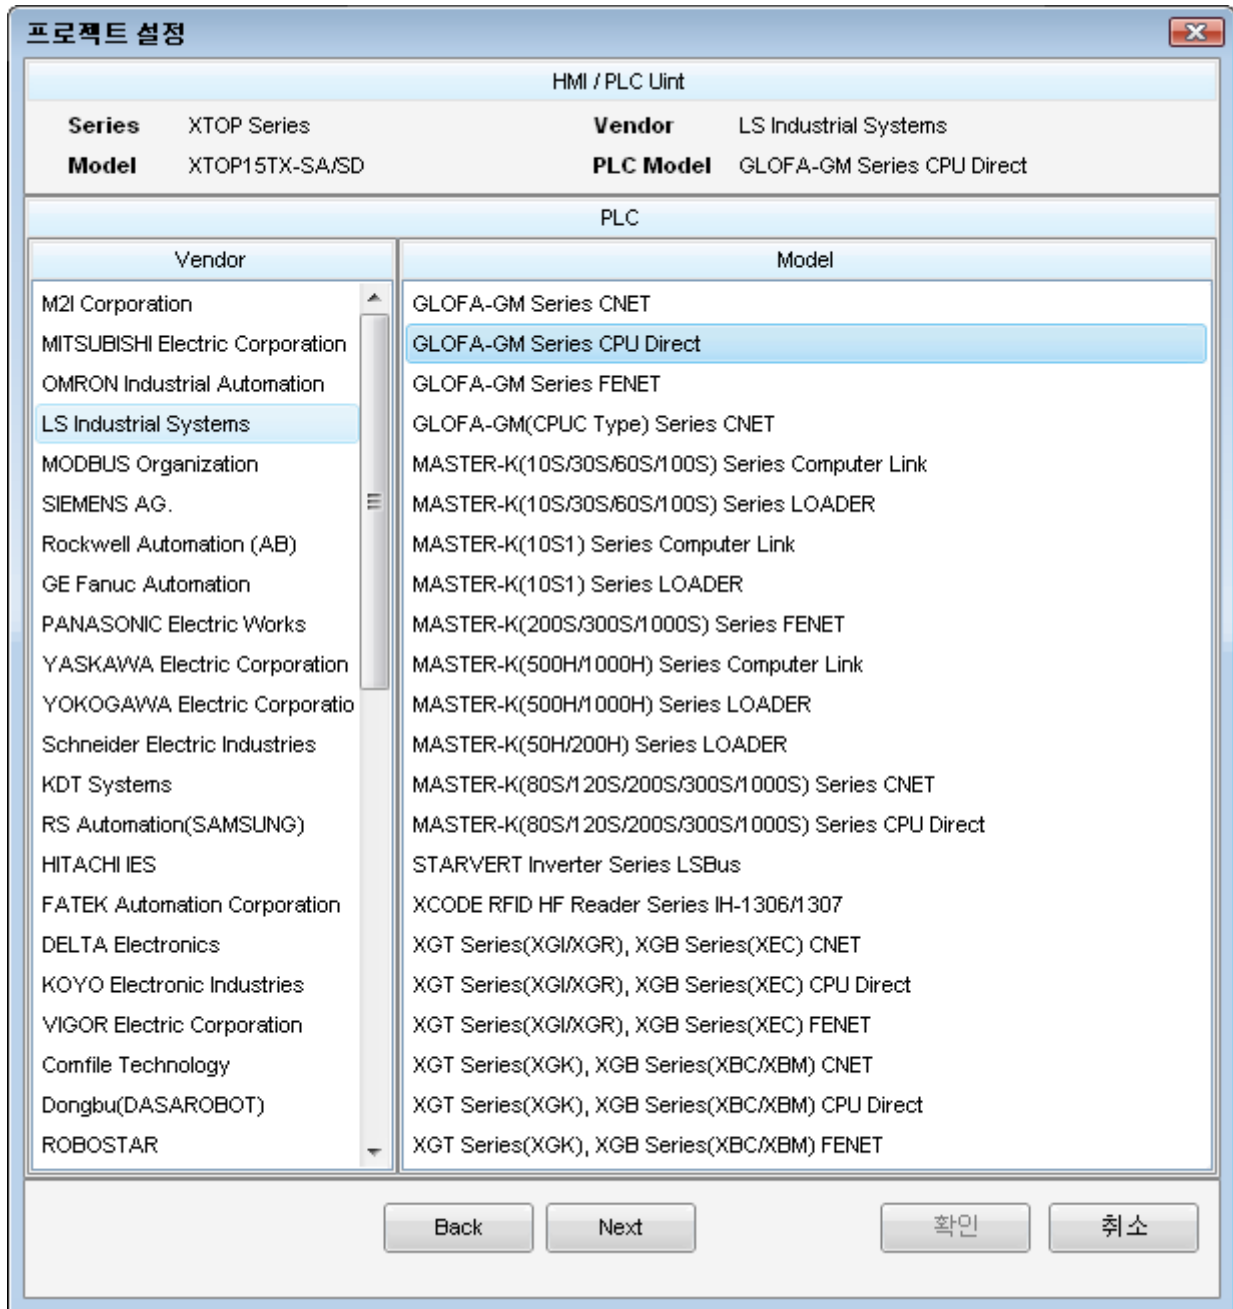 프로젝트 설정
HMI / PLC Uint
Series XTOP Series Vendor LS Industrial Systems
Model XTOP15TX-SA/SD PLC Model GLOFA-GM Series CPU Direct
PLC
Vendor Model
M2I Corporation GLOFA-GM Series CNET
MITSUBISHI Electric Corporation GLOFA-GM Series CPU Direct
OMRON Industrial Automation GLOFA-GM Series FENET
LS Industrial Systems GLOFA-GM(CPUC Type) Series CNET
MODBUS Organization MASTER-K(10S/30S/60S/100S) Series Computer Link
SIEMENS AG. MASTER-K(10S/30S/60S/100S) Series LOADER
Rockwell Automation (AB) MASTER-K(10S1) Series Computer Link
GE Fanuc Automation MASTER-K(10S1) Series LOADER
PANASONIC Electric Works MASTER-K(200S/300S/1000S) Series FENET
YASKAWA Electric Corporation MASTER-K(500H/1000H) Series Computer Link
YOKOGAWA Electric Corporatio MASTER-K(500H/1000H) Series LOADER
Schneider Electric Industries MASTER-K(50H/200H) Series LOADER
KDT Systems MASTER-K(80S/120S/200S/300S/1000S) Series CNET
RS Automation(SAMSUNG) MASTER-K(80S/120S/200S/300S/1000S) Series CPU Direct
HITACHI IES STARVERT Inverter Series LSBus
FATEK Automation Corporation XCODE RFID HF Reader Series IH-1306/1307
DELTA Electronics XGT Series(XGI/XGR), XGB Series(XEC) CNET
KOYO Electronic Industries XGT Series(XGI/XGR), XGB Series(XEC) CPU Direct
VIGOR Electric Corporation XGT Series(XGI/XGR), XGB Series(XEC) FENET
Comfile Technology XGT Series(XGK), XGB Series(XBC/XBM) CNET
Dongbu(DASAROBOT) XGT Series(XGK), XGB Series(XBC/XBM) CPU Direct
ROBOSTAR XGT Series(XGK), XGB Series(XBC/XBM) FENET
Back Next 확인 취소